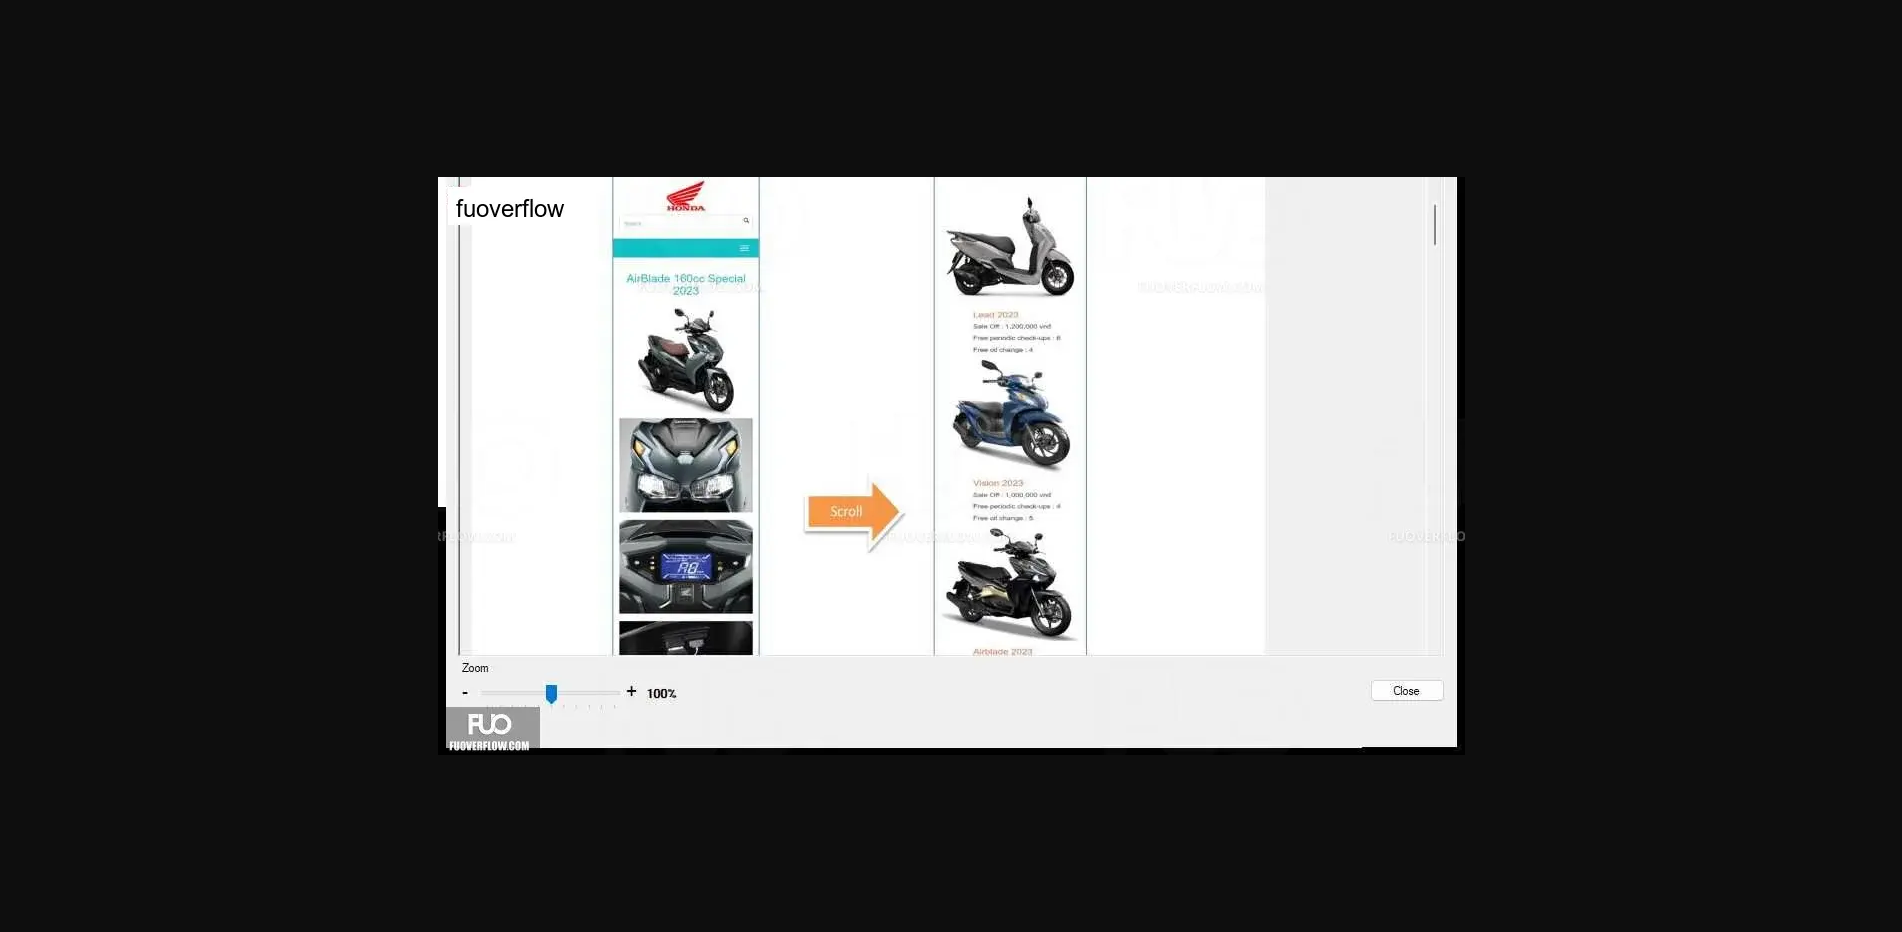 fuoverflow
HONDA
Search
AirBlade 160cc Special
2023
Scroll
Lead 2023
Sale Off : 1,200,000 vnd
Free periodic check-ups : 6
Free oil change : 4
Vision 2023
Sale Off : 1,000,000 vnd
Free periodic check-ups : 4
Free oil change : 5
Airblade 2023
FUOVERFLOW.COM
Zoom
- + 100%
Close
FUO
FUOVERFLOW.COM